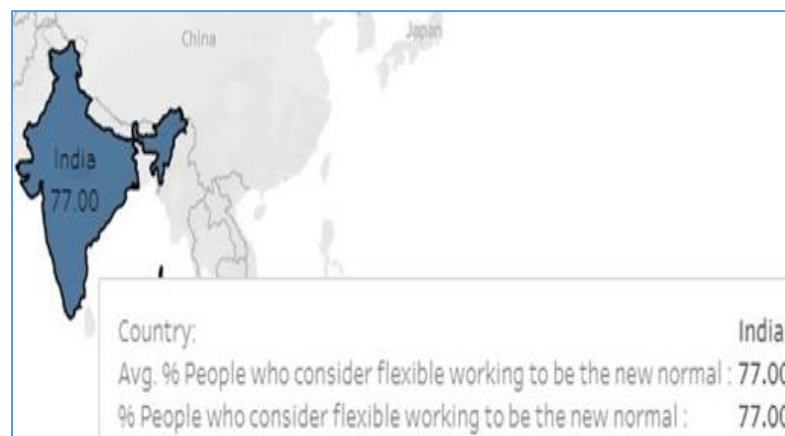 China
Japan
India
77.00
Country: India
Avg. % People who consider flexible working to be the new normal : 77.00
% People who consider flexible working to be the new normal : 77.00